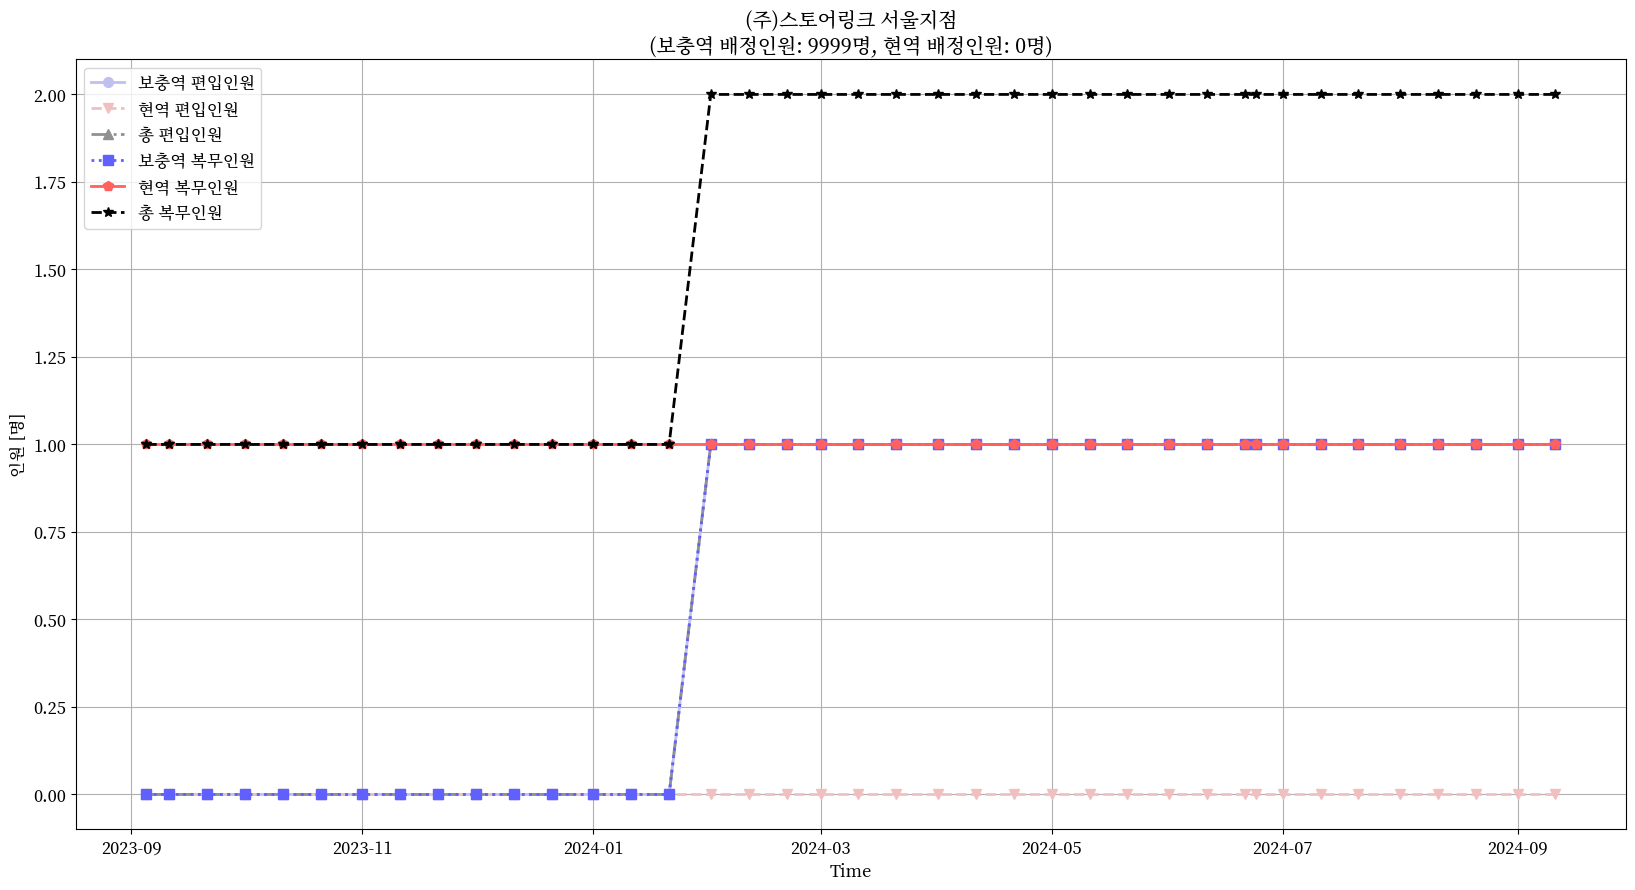 (주)스토어링크 서울지점
(보충역 배정인원: 9999명, 현역 배정인원: 0명)
보충역 편입인원
현역 편입인원
총 편입인원
보충역 복무인원
현역 복무인원
총 복무인원
2.00
1.75
1.50
1.25
1.00
0.75
0.50
0.25
0.00
인원 [명]
2023-09 2023-11 2024-01 2024-03 2024-05 2024-07 2024-09
Time